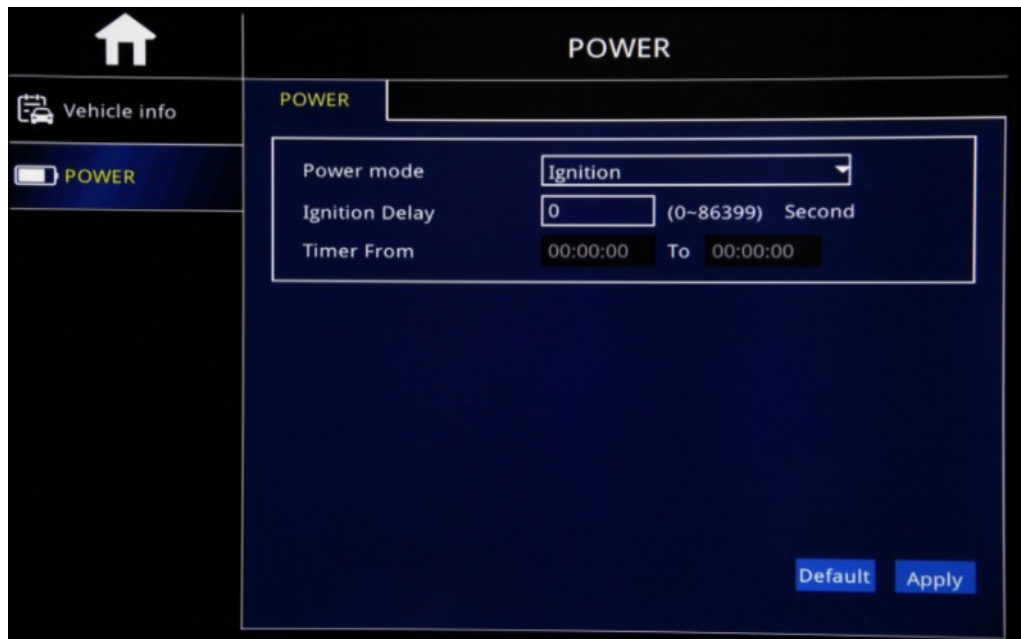 POWER
Vehicle info
POWER
POWER
Power mode Ignition
Ignition Delay 0 (0~86399) Second
Timer From 00:00:00 To 00:00:00
Default Apply